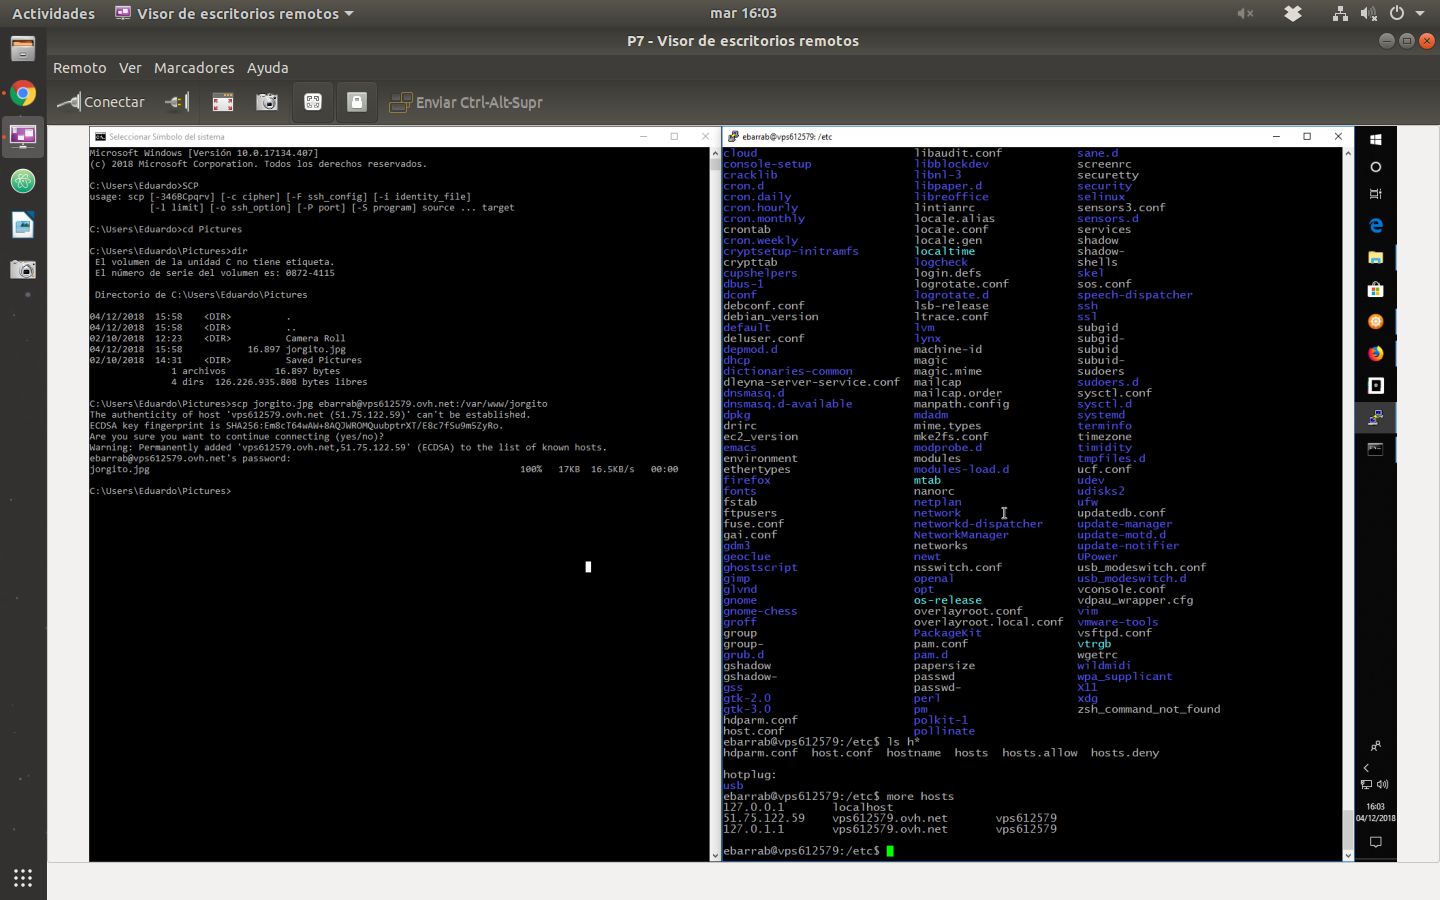 Actividades
Visor de escritorios remotos
mar 16:03
P7 - Visor de escritorios remotos
Remoto Ver Marcadores Ayuda
Conectar
Enviar Ctrl-Alt-Supr
Seleccionar Símbolo del sistema
Microsoft Windows [Versión 10.0.17134.407]
(c) 2018 Microsoft Corporation. Todos los derechos reservados.
C:\Users\Eduardo>SCP
usage: scp [-346BCpqrv] [-c cipher] [-F ssh_config] [-i identity_file]
[-l limit] [-o ssh_option] [-P port] [-S program] source ... target
C:\Users\Eduardo>cd Pictures
C:\Users\Eduardo\Pictures>dir
El volumen de la unidad C no tiene etiqueta.
El número de serie del volumen es: 0872-4115
Directorio de C:\Users\Eduardo\Pictures
04/12/2018 15:58 <DIR> .
04/12/2018 15:58 <DIR> ..
02/10/2018 12:23 <DIR> Camera Roll
04/12/2018 15:58 16.897 jorgito.jpg
02/10/2018 14:31 <DIR> Saved Pictures
1 archivos 16.897 bytes
4 dirs 126.226.935.808 bytes libres
C:\Users\Eduardo\Pictures>scp jorgito.jpg ebarrab@vps612579.ovh.net:/var/www/jorgito
The authenticity of host 'vps612579.ovh.net (51.75.122.59)' can't be established.
ECDSA key fingerprint is SHA256:Em8cT64wAW+8AQJWROMQuubptrXT/E8c7fSu9m5ZyRo.
Are you sure you want to continue connecting (yes/no)?
Warning: Permanently added 'vps612579.ovh.net,51.75.122.59' (ECDSA) to the list of known hosts.
ebarrab@vps612579.ovh.net's password:
jorgito.jpg 100% 17KB 16.5KB/s 00:00
C:\Users\Eduardo\Pictures>
ebarrab@vps612579: /etc
cloud libaudit.conf sane.d
console-setup libblockdev screenrc
cracklib libnl-3 securetty
cron.d libpaper.d security
cron.daily libreoffice selinux
cron.hourly lintianrc sensors3.conf
cron.monthly locale.alias sensors.d
crontab locale.conf services
cron.weekly locale.gen shadow
cryptsetup-initramfs localtime shadow-
crypttab logcheck shells
cupshelpers login.defs skel
dbus-1 logrotate.conf sos.conf
dconf logrotate.d speech-dispatcher
debconf.conf lsb-release ssh
debian_version ltrace.conf ssl
default lvm subgid
deluser.conf lynx subgid-
depmod.d machine-id subuid
dhcp magic subuid-
dictionaries-common magic.mime sudoers
dleyna-server-service.conf mailcap sudoers.d
dnsmasq.d mailcap.order sysctl.conf
dnsmasq.d-available manpath.config sysctl.d
dpkg mdadm systemd
drirc mime.types terminfo
ec2_version mke2fs.conf timezone
emacs modprobe.d timidity
environment modules tmpfiles.d
ethertypes modules-load.d ucf.conf
firefox mtab udev
fonts nanorc udisks2
fstab netplan ufw
ftpusers network updatedb.conf
fuse.conf networkd-dispatcher update-manager
gai.conf NetworkManager update-motd.d
gdm3 networks update-notifier
geoclue newt UPower
ghostscript nsswitch.conf usb_modeswitch.conf
gimp openal usb_modeswitch.d
glvnd opt vconsole.conf
gnome os-release vdpau_wrapper.cfg
gnome-chess overlayroot.conf vim
groff overlayroot.local.conf vmware-tools
group PackageKit vsftpd.conf
group- pam.conf vtrgb
grub.d pam.d wgetrc
gshadow papersize wildmidi
gshadow- passwd wpa_supplicant
gss passwd- X11
gtk-2.0 perl xdg
gtk-3.0 pm zsh_command_not_found
hdparm.conf polkit-1
host.conf pollinate
ebarrab@vps612579:/etc$ ls h*
hdparm.conf host.conf hostname hosts hosts.allow hosts.deny
hotplug:
usb
ebarrab@vps612579:/etc$ more hosts
127.0.0.1 localhost
51.75.122.59 vps612579.ovh.net vps612579
127.0.1.1 vps612579.ovh.net vps612579
ebarrab@vps612579:/etc$
16:03
04/12/2018